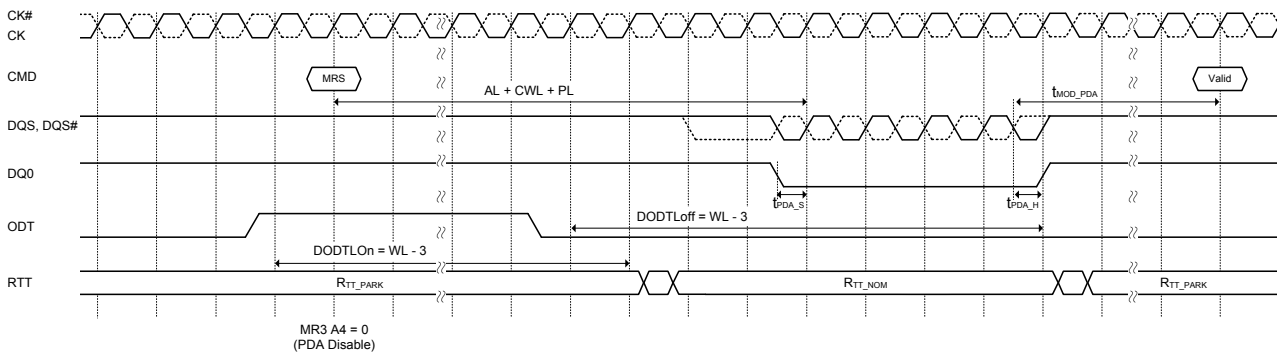 CK#
CK
CMD
MRS
Valid
AL + CWL + PL
tMOD_PDA
DQS, DQS#
DQ0
tPDA_S
tPDA_H
ODT
DODTLoff = WL - 3
DODTLOn = WL - 3
RTT
RTT_PARK
RTT_NOM
RTT_PARK
MR3 A4 = 0
(PDA Disable)